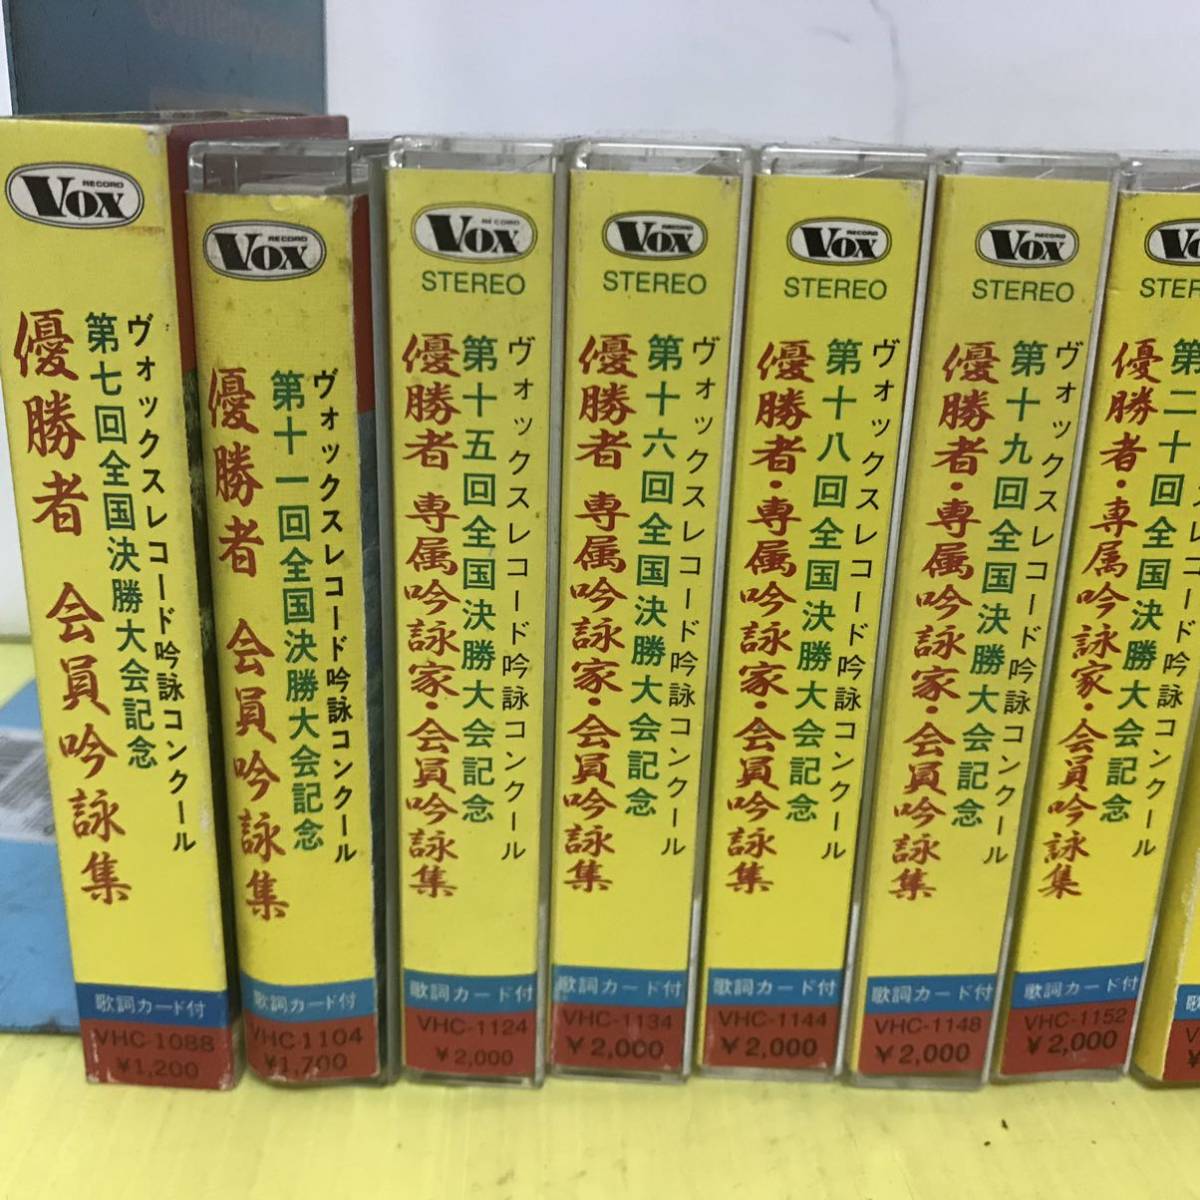 RECORD
VOX
ヴォックスレコード吟詠コンクール
第七回全国決勝大会記念
優勝者 会員吟詠集
歌詞カード付
VHC-1088
¥1,200
RECORD
VOX
ヴォックスレコード吟詠コンクール
第十一回全国決勝大会記念
優勝者 会員吟詠集
歌詞カード付
VHC-1104
¥1,700
RECORD
VOX
STEREO
ヴォックスレコード吟詠コンクール
第十五回全国決勝大会記念
優勝者 専属吟詠家・会員吟詠集
歌詞カード付
VHC-1124
¥2,000
RECORD
VOX
STEREO
ヴォックスレコード吟詠コンクール
第十六回全国決勝大会記念
優勝者 専属吟詠家・会員吟詠集
歌詞カード付
VHC-1134
¥2,000
RECORD
VOX
STEREO
ヴォックスレコード吟詠コンクール
第十八回全国決勝大会記念
優勝者・専属吟詠家・会員吟詠集
歌詞カード付
VHC-1144
¥2,000
RECORD
VOX
STEREO
ヴォックスレコード吟詠コンクール
第十九回全国決勝大会記念
優勝者・専属吟詠家・会員吟詠集
歌詞カード付
VHC-1148
¥2,000
第二十回全国決勝大会記念
優勝者・専属吟詠家・会員吟詠集
歌詞カード付
VHC-1152
¥2,000